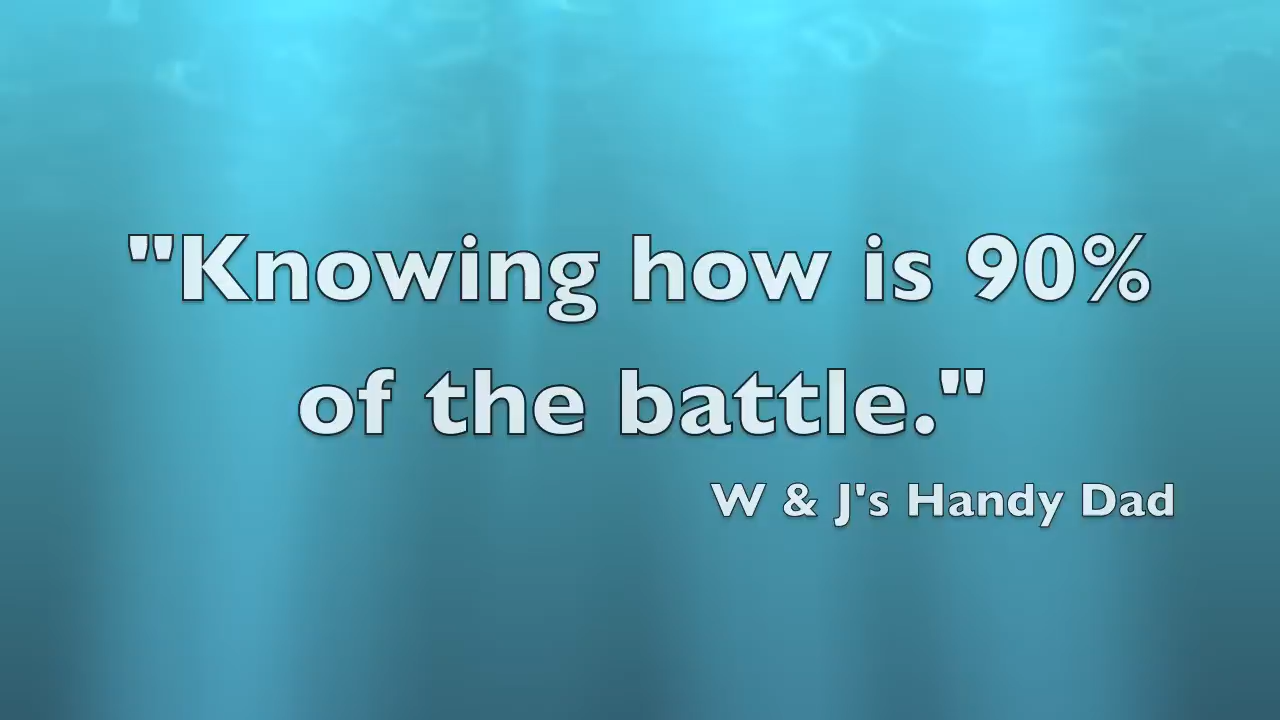 "Knowing how is 90%
of the battle."
W & J's Handy Dad